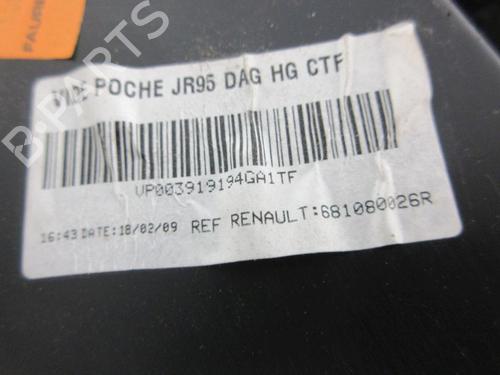 POCHE JR95 DAG HG CTF
VP003919194GA1TF
16:43 DATE:18/02/09 REF RENAULT:681080026R